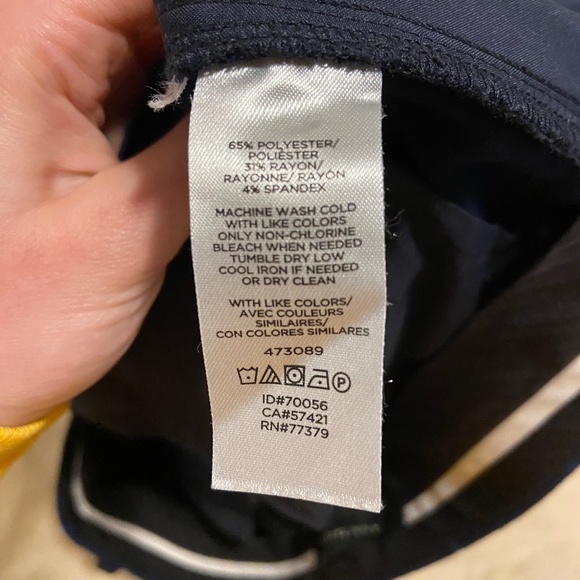 65% POLYESTER/
POLIÉSTER
31% RAYON/
RAYONNE/ RAYON
4% SPANDEX
MACHINE WASH COLD
WITH LIKE COLORS
ONLY NON-CHLORINE
BLEACH WHEN NEEDED
TUMBLE DRY LOW
COOL IRON IF NEEDED
OR DRY CLEAN
WITH LIKE COLORS/
AVEC COULEURS
SIMILAIRES/
CON COLORES SIMILARES
473089
P
ID#70056
CA#57421
RN#77379